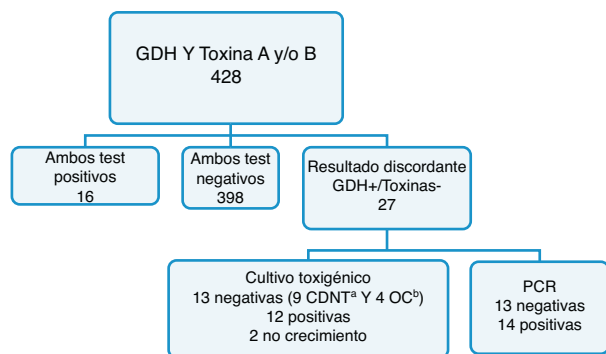 GDH Y Toxina A y/o B
428
Ambos test
positivos
16
Ambos test
negativos
398
Resultado discordante
GDH+/Toxinas-
27
Cultivo toxigénico
13 negativas (9 CDNTª Y 4 OCᵇ)
12 positivas
2 no crecimiento
PCR
13 negativas
14 positivas